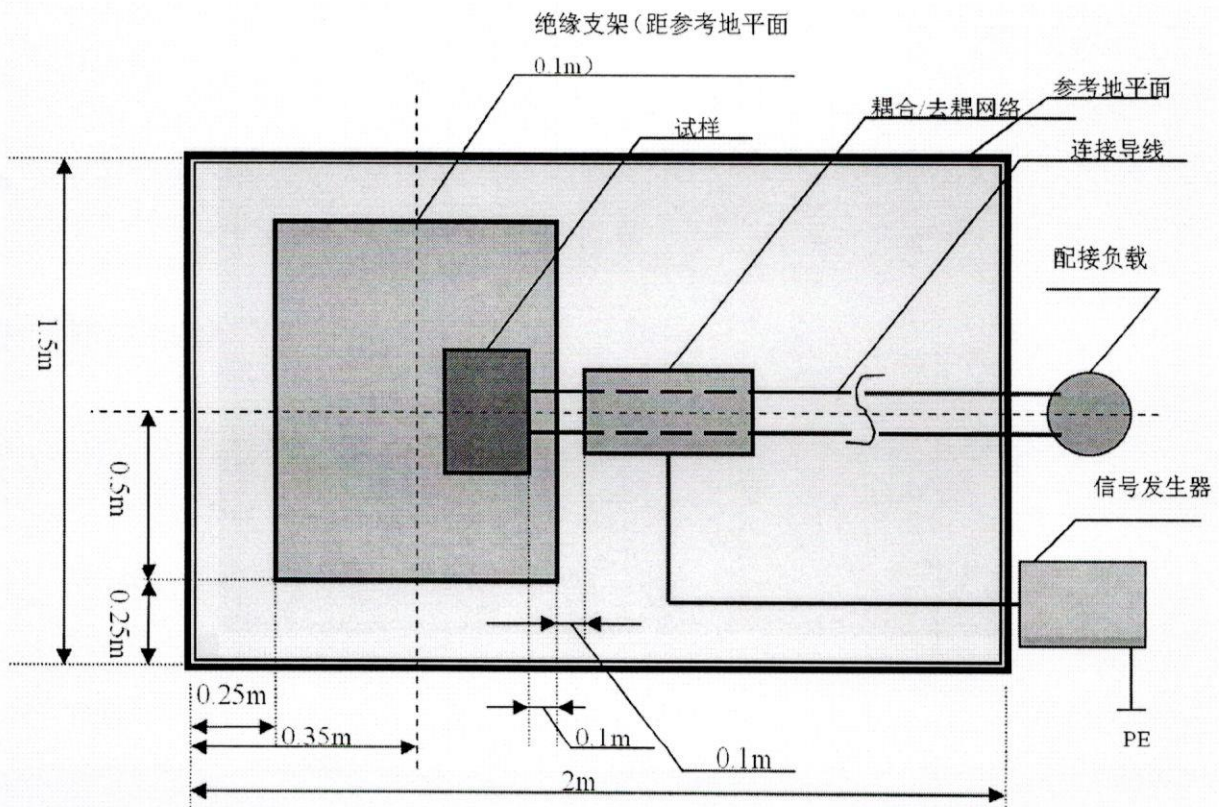 绝缘支架（距参考地平面
0.1m）
参考地平面
耦合/去耦网络
试样
连接导线
配接负载
1.5m
0.5m
信号发生器
0.25m
0.25m
0.35m
0.1m
0.1m
PE
2m